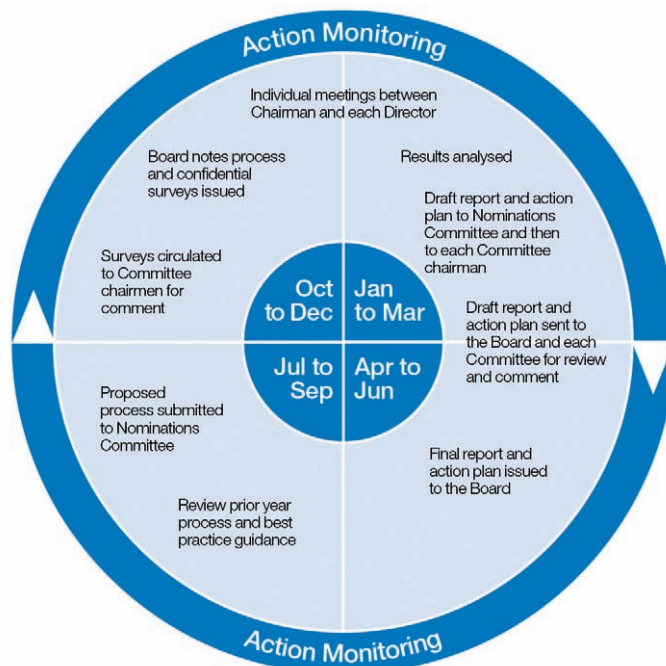 Action Monitoring
Individual meetings between
Chairman and each Director
Board notes process
and confidential
surveys issued
Results analysed
Draft report and action
plan to Nominations
Committee and then
to each Committee
chairman
Surveys circulated
to Committee
chairmen for
comment
Oct
to Dec
Jan
to Mar
Draft report and
action plan sent to
the Board and each
Committee for review
and comment
Jul to
Sep
Apr to
Jun
Proposed
process submitted
to Nominations
Committee
Final report and
action plan issued
to the Board
Review prior year
process and best
practice guidance
Action Monitoring